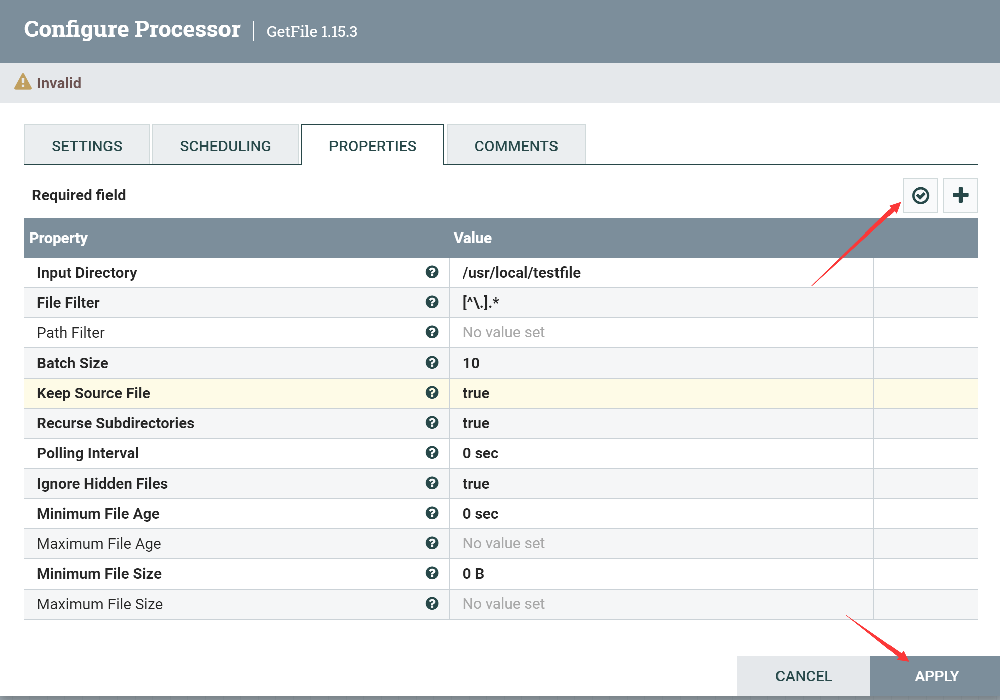 Configure Processor | GetFile 1.15.3
Invalid
SETTINGS SCHEDULING PROPERTIES COMMENTS
Required field
Property Value
Input Directory /usr/local/testfile
File Filter [^\.].*
Path Filter No value set
Batch Size 10
Keep Source File true
Recurse Subdirectories true
Polling Interval 0 sec
Ignore Hidden Files true
Minimum File Age 0 sec
Maximum File Age No value set
Minimum File Size 0 B
Maximum File Size No value set
CANCEL APPLY